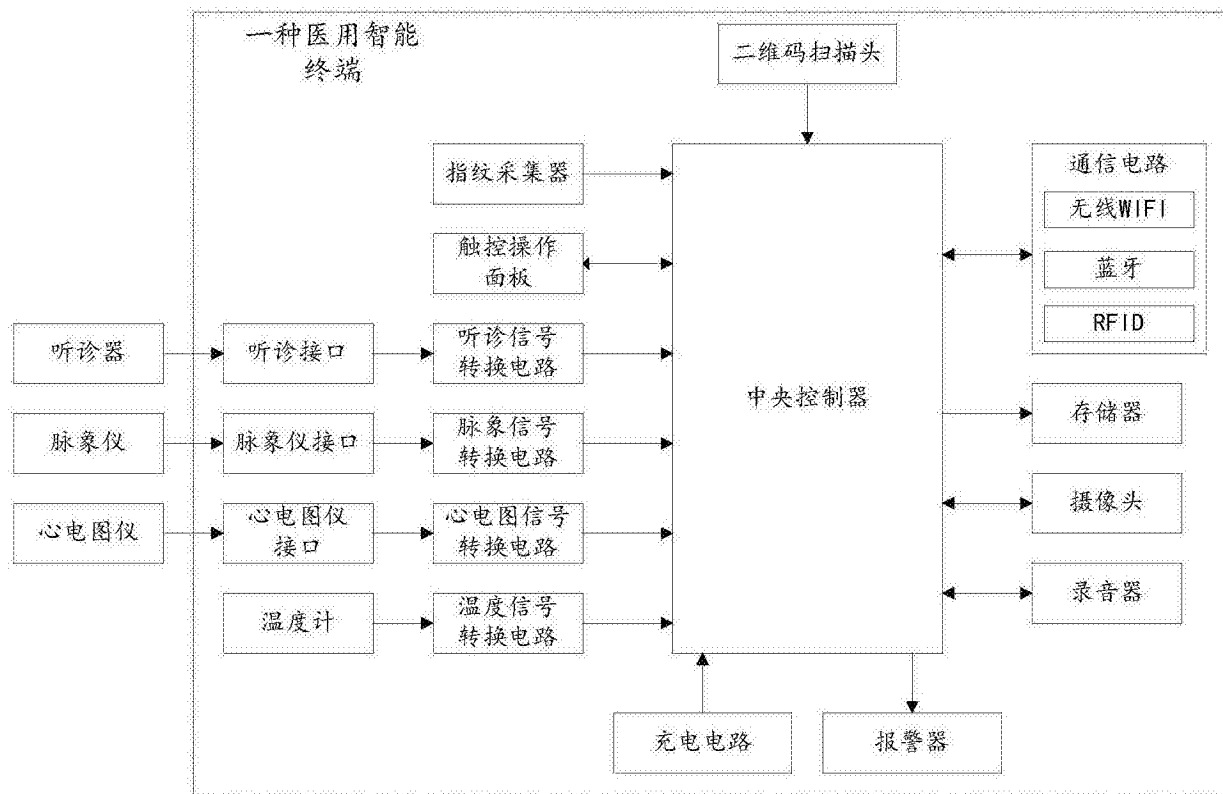 一种医用智能
终端
二维码扫描头
指纹采集器
通信电路
无线WIFI
触控操作
面板
蓝牙
RFID
听诊器
听诊接口
听诊信号
转换电路
中央控制器
存储器
脉象仪
脉象仪接口
脉象信号
转换电路
摄像头
心电图仪
心电图仪
接口
心电图信号
转换电路
录音器
温度计
温度信号
转换电路
充电电路
报警器